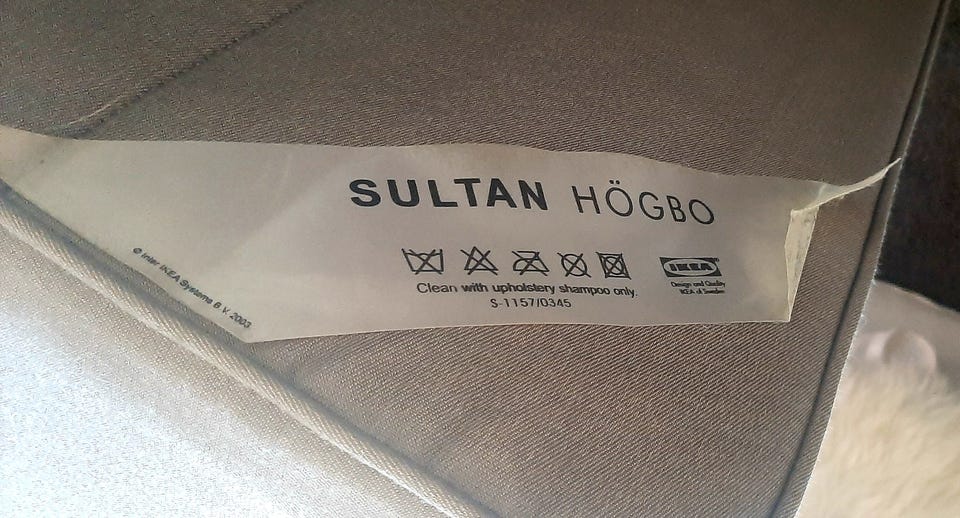 SULTAN HÖGBO
IKEA
Design and Quality
IKEA of Sweden
Clean with upholstery shampoo only.
S-1157/0345
© Inter IKEA Systems B.V. 2003